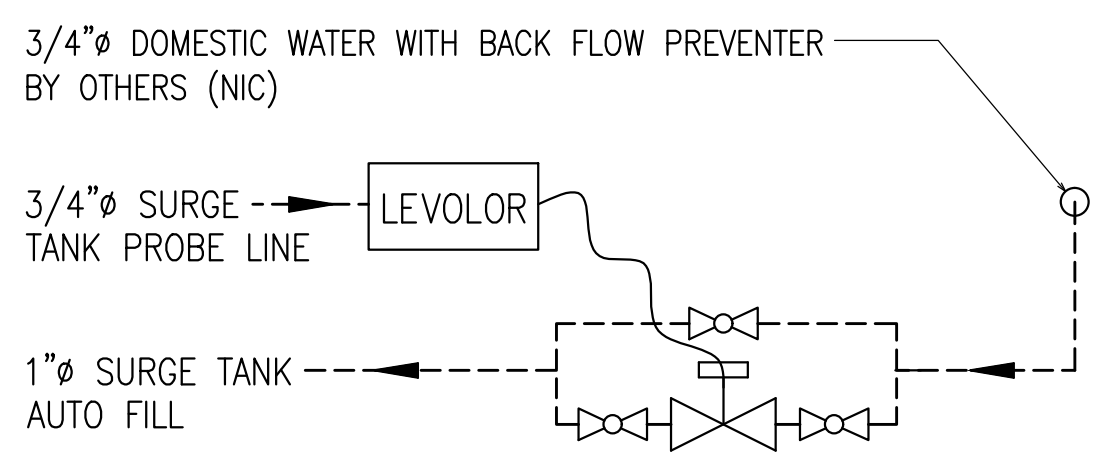 3/4"ø DOMESTIC WATER WITH BACK FLOW PREVENTER
BY OTHERS (NIC)
3/4"ø SURGE
TANK PROBE LINE
LEVOLOR
1"ø SURGE TANK
AUTO FILL